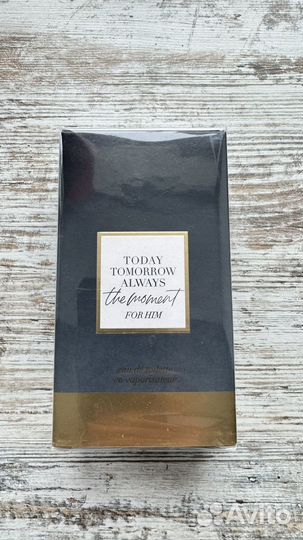 TODAY
TOMORROW
ALWAYS
the moment
FOR HIM
eau de toilette
en vaporisateur
Avito